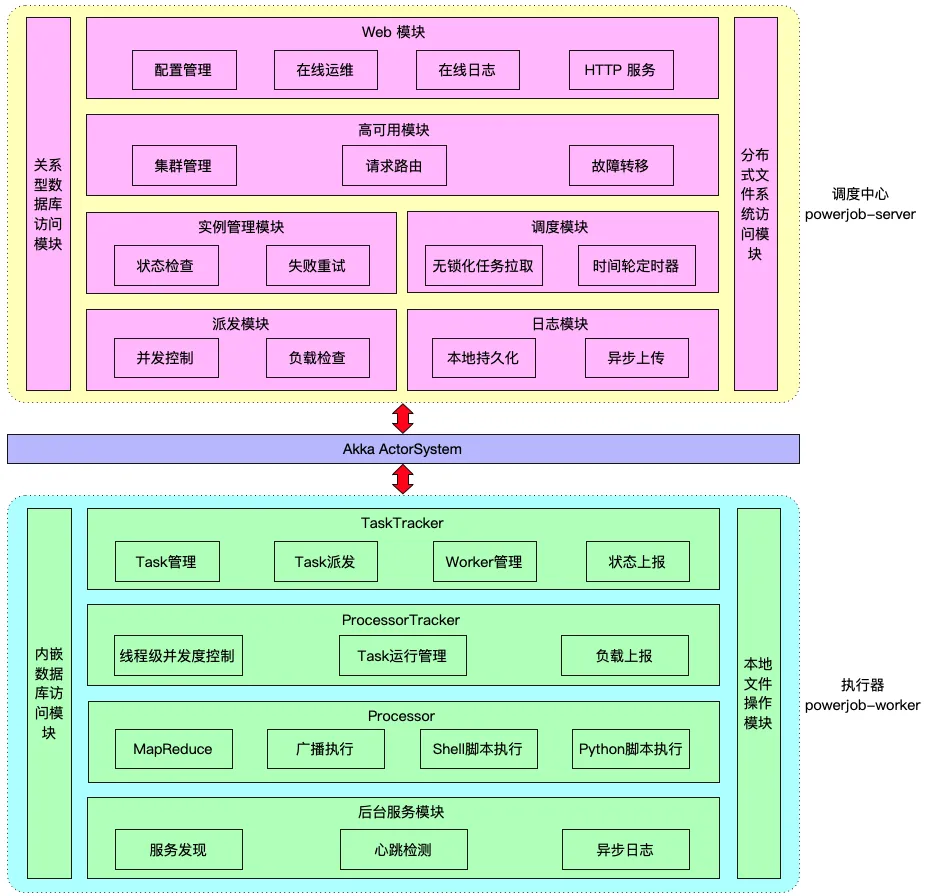 Web 模块
配置管理
在线运维
在线日志
HTTP 服务
高可用模块
集群管理
请求路由
故障转移
关系
型数
据库
访问
模块
分布
式文
件系
统访
问模
块
调度中心
powerjob-server
实例管理模块
状态检查
失败重试
调度模块
无锁化任务拉取
时间轮定时器
派发模块
并发控制
负载检查
日志模块
本地持久化
异步上传
Akka ActorSystem
TaskTracker
Task管理
Task派发
Worker管理
状态上报
ProcessorTracker
线程级并发度控制
Task运行管理
负载上报
内嵌
数据
库访
问模
块
本地
文件
操作
模块
执行器
powerjob-worker
Processor
MapReduce
广播执行
Shell脚本执行
Python脚本执行
后台服务模块
服务发现
心跳检测
异步日志